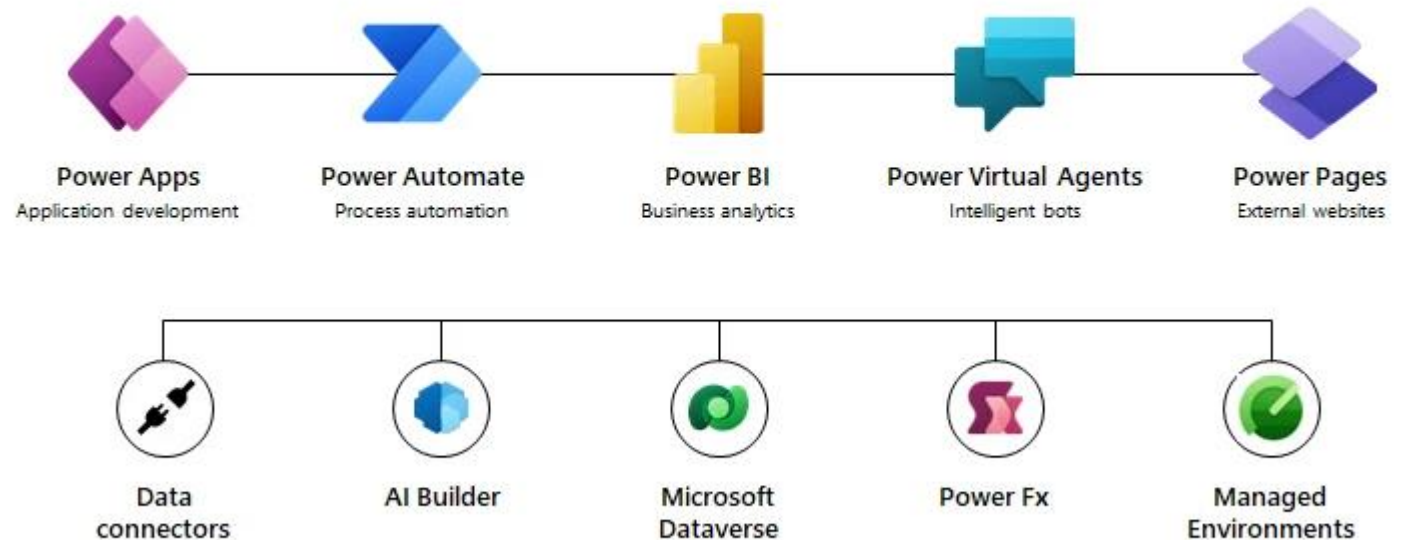 Power Apps
Application development
Power Automate
Process automation
Power BI
Business analytics
Power Virtual Agents
Intelligent bots
Power Pages
External websites
Data
connectors
AI Builder
Microsoft
Dataverse
Power Fx
Managed
Environments